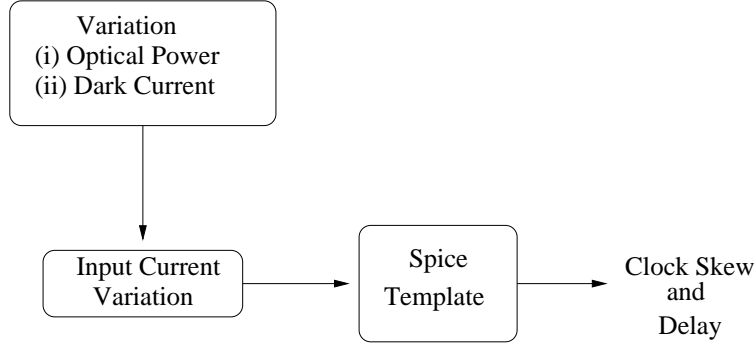 Variation
(i) Optical Power
(ii) Dark Current
Input Current
Variation
Spice
Template
Clock Skew
and
Delay